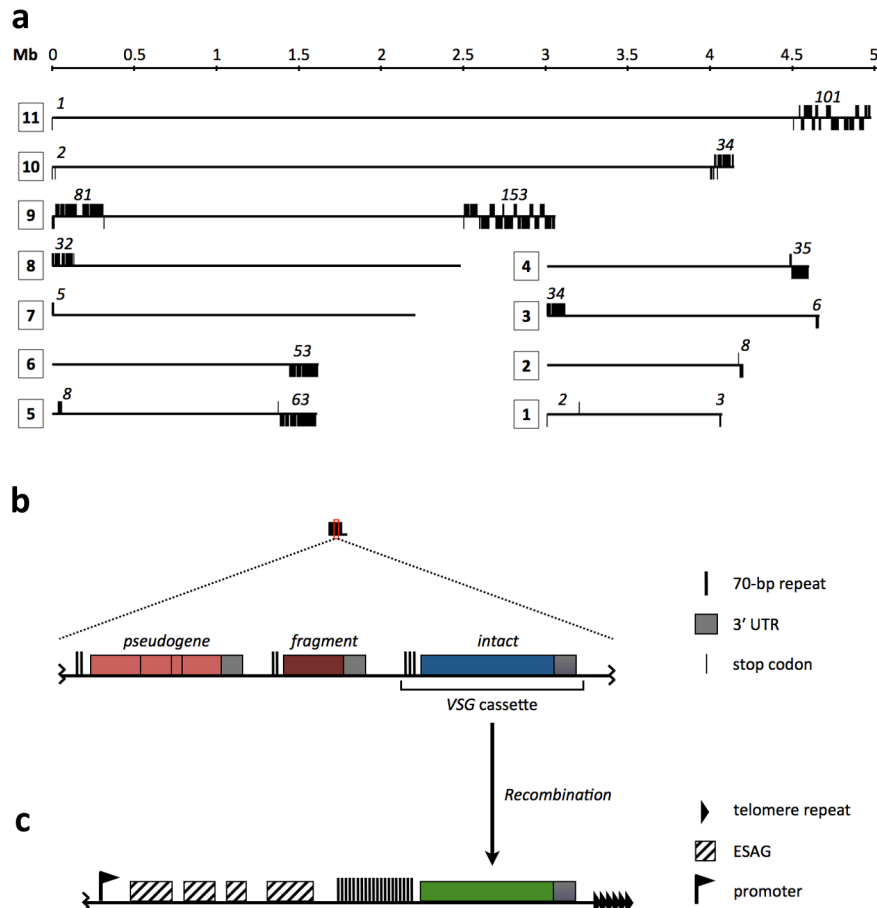 a
Mb 0 0.5 1 1.5 2 2.5 3 3.5 4 4.5 5
11 1 101
10 2 34
9 81 153
8 32
4 35
7 5
3 34 6
6 53
2 8
5 8 63
1 2 3
b
pseudogene fragment intact
VSG cassette
70-bp repeat
3' UTR
stop codon
Recombination
c
telomere repeat
ESAG
promoter